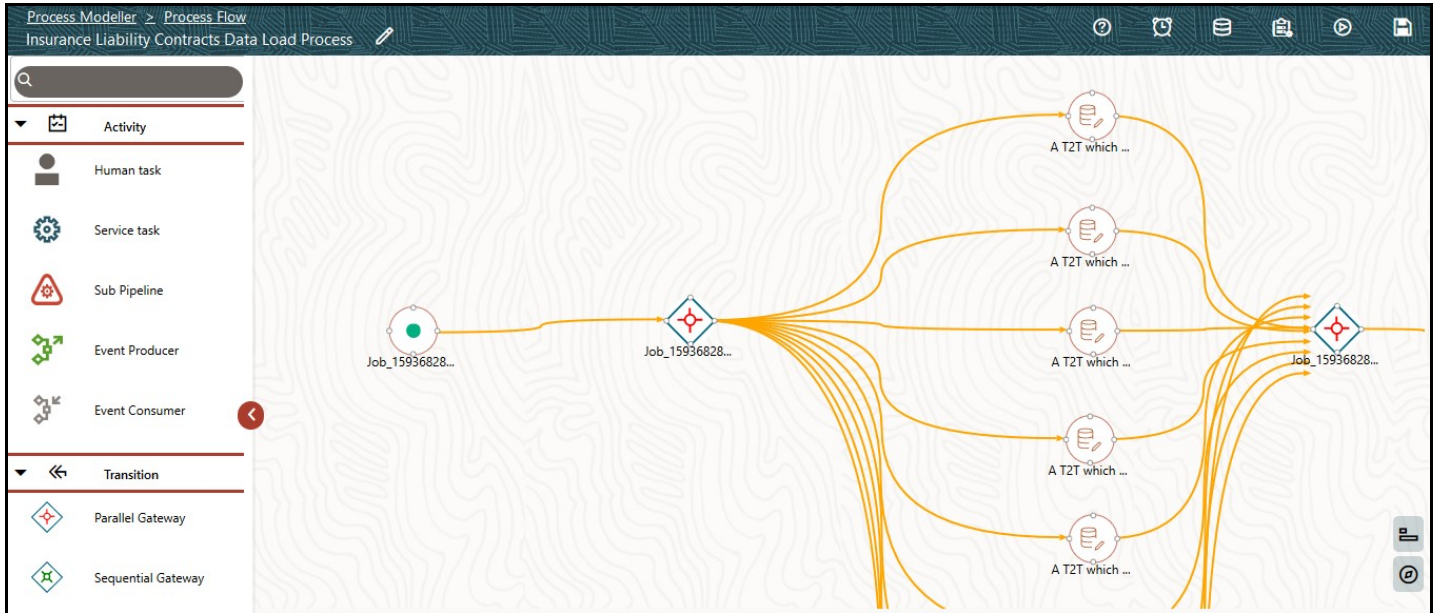 Process Modeller > Process Flow
Insurance Liability Contracts Data Load Process
Activity
Human task
Service task
Sub Pipeline
Event Producer
Event Consumer
Transition
Parallel Gateway
Sequential Gateway
Job_15936828...
Job_15936828...
A T2T which ...
A T2T which ...
A T2T which ...
A T2T which ...
A T2T which ...
Job_15936828...